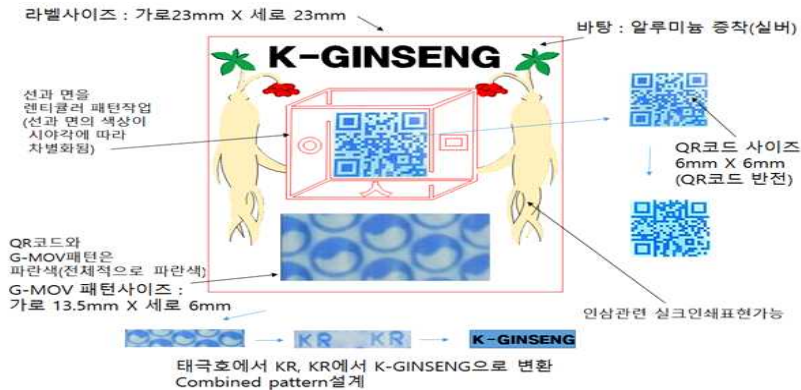 라벨사이즈 : 가로23mm X 세로 23mm
바탕 : 알루미늄 증착(실버)
K-GINSENG
선과 면을
렌티큘러 패턴작업
(선과 면의 색상이
시야각에 따라
차별화됨)
QR코드 사이즈
6mm X 6mm
(QR코드 반전)
QR코드와
G-MOV패턴은
파란색(전체적으로 파란색)
G-MOV 패턴사이즈 :
가로 13.5mm X 세로 6mm
인삼관련 실크인쇄표현가능
KR KR
K-GINSENG
태극호에서 KR, KR에서 K-GINSENG으로 변환
Combined pattern설계